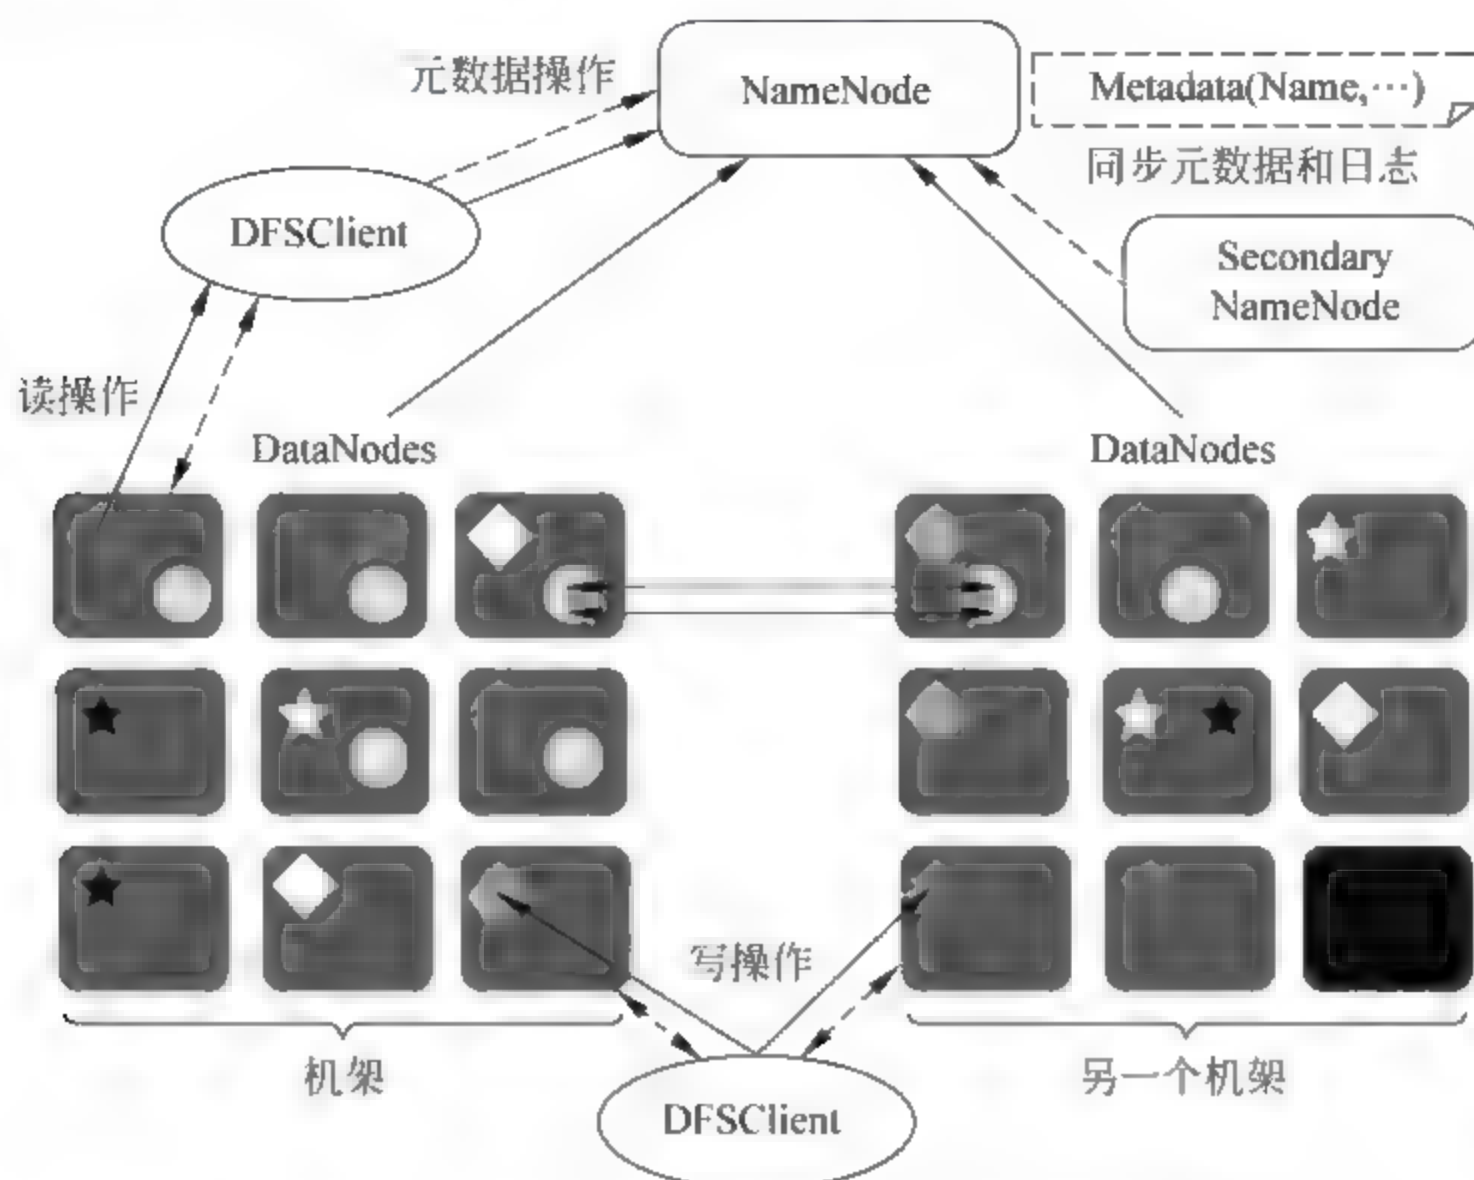 元数据操作
NameNode
Metadata(Name,…)
同步元数据和日志
DFSClient
Secondary
NameNode
读操作
DataNodes
DataNodes
写操作
机架
另一个机架
DFSClient